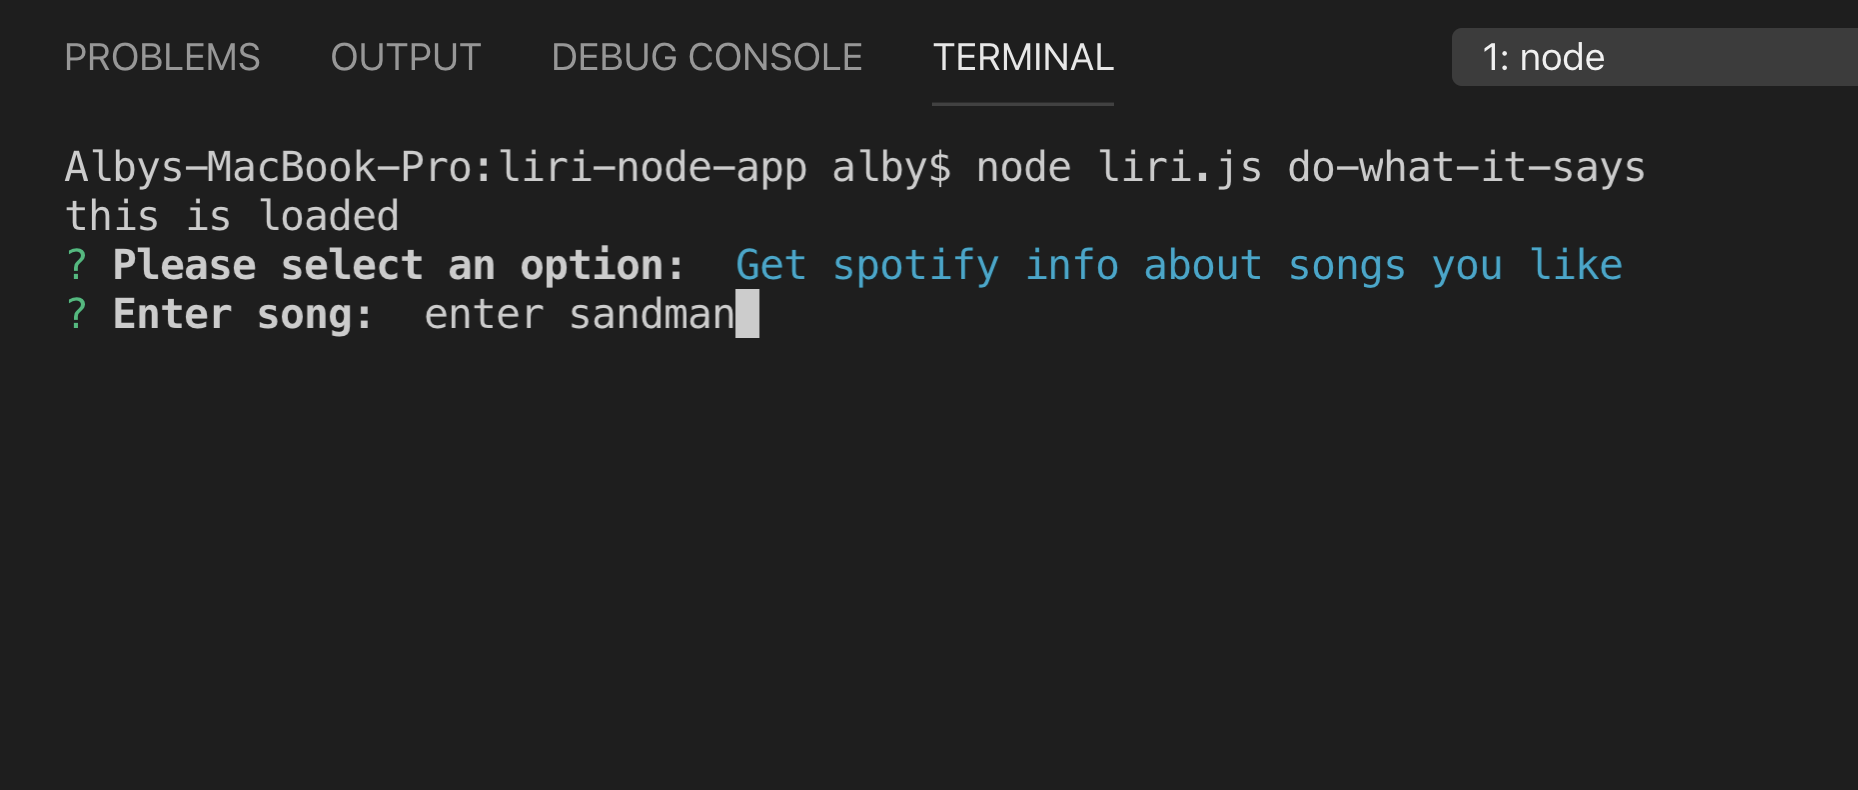 PROBLEMS OUTPUT DEBUG CONSOLE TERMINAL 1: node
Albys-MacBook-Pro:liri-node-app alby$ node liri.js do-what-it-says
this is loaded
? Please select an option:  Get spotify info about songs you like
? Enter song:  enter sandman